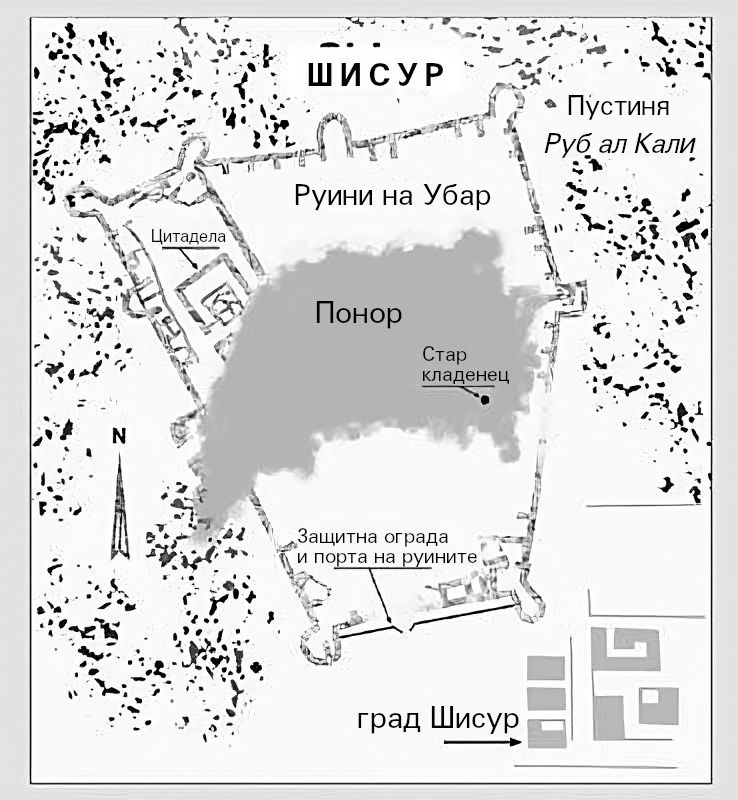 ШИСУР
Пустиня
Руб ал Кали
Руини на Убар
Цитадела
Понор
Стар
кладенец
N
Защитна ограда
и порта на руините
град Шисур